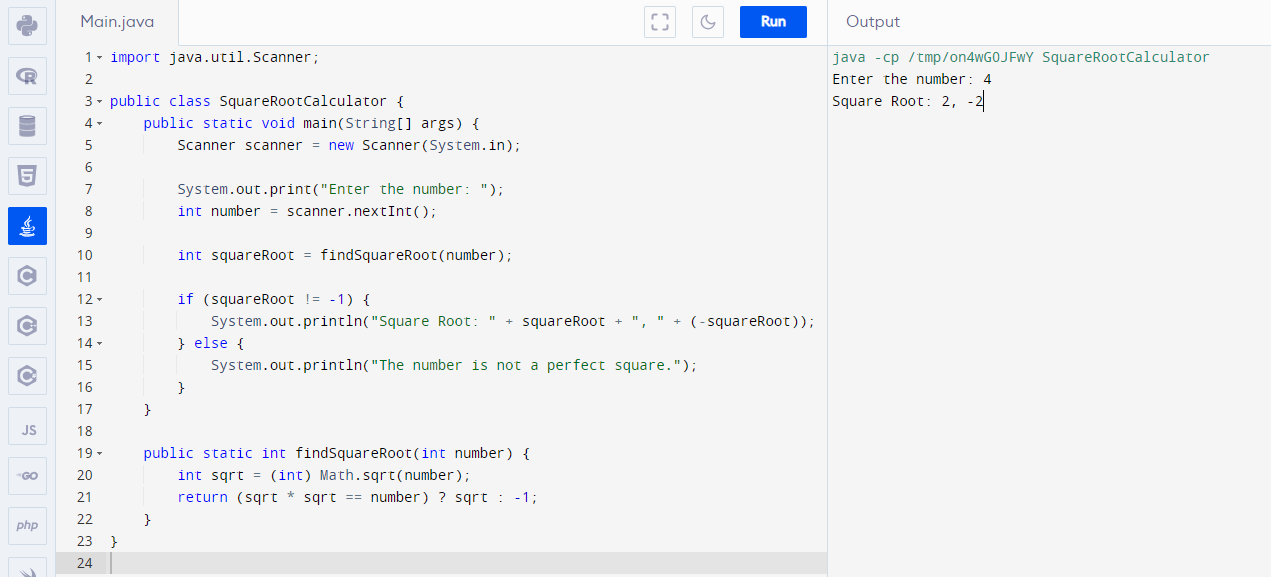 Main.java
Run
Output
1 import java.util.Scanner;
2
3 public class SquareRootCalculator {
4 public static void main(String[] args) {
5 Scanner scanner = new Scanner(System.in);
6
7 System.out.print("Enter the number: ");
8 int number = scanner.nextInt();
9
10 int squareRoot = findSquareRoot(number);
11
12 if (squareRoot != -1) {
13 System.out.println("Square Root: " + squareRoot + ", " + (-squareRoot));
14 } else {
15 System.out.println("The number is not a perfect square.");
16 }
17 }
18
19 public static int findSquareRoot(int number) {
20 int sqrt = (int) Math.sqrt(number);
21 return (sqrt * sqrt == number) ? sqrt : -1;
22 }
23 }
24
java -cp /tmp/on4wGOJFwY SquareRootCalculator
Enter the number: 4
Square Root: 2, -2
R
5
C
C
C
JS
GO
php